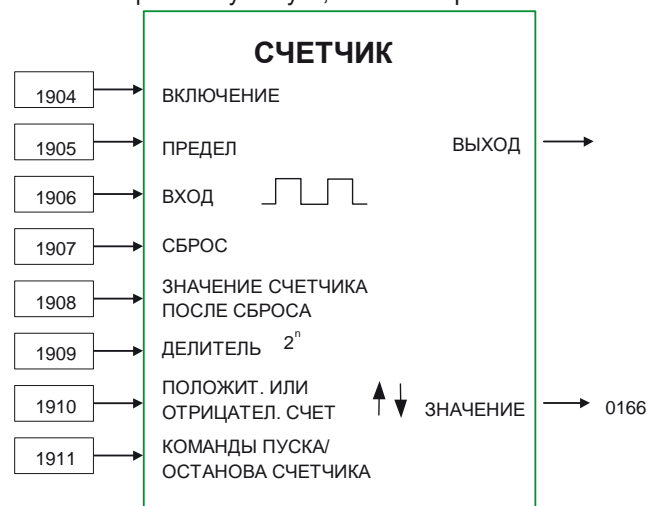 СЧЕТЧИК
1904 ВКЛЮЧЕНИЕ
1905 ПРЕДЕЛ ВЫХОД
1906 ВХОД
1907 СБРОС
1908 ЗНАЧЕНИЕ СЧЕТЧИКА
ПОСЛЕ СБРОСА
1909 ДЕЛИТЕЛЬ 2ⁿ
1910 ПОЛОЖИТ. ИЛИ
ОТРИЦАТЕЛ. СЧЕТ ЗНАЧЕНИЕ 0166
1911 КОМАНДЫ ПУСКА/
ОСТАНОВА СЧЕТЧИКА